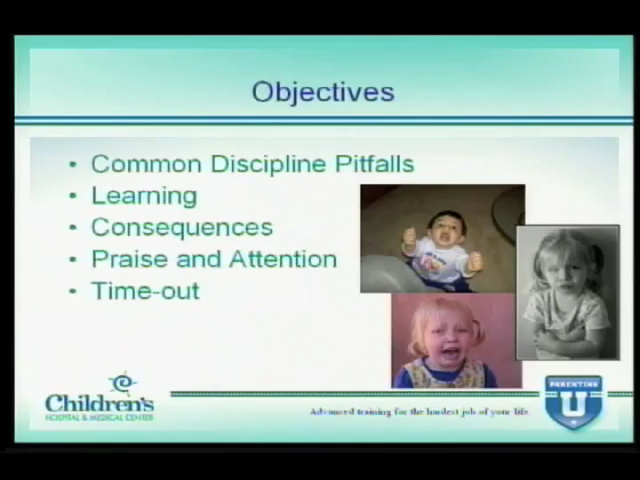 Objectives
• Common Discipline Pitfalls
• Learning
• Consequences
• Praise and Attention
• Time-out
Children's
HOSPITAL & MEDICAL CENTER
Advanced training for the hardest job of your life.
PARENTING
U